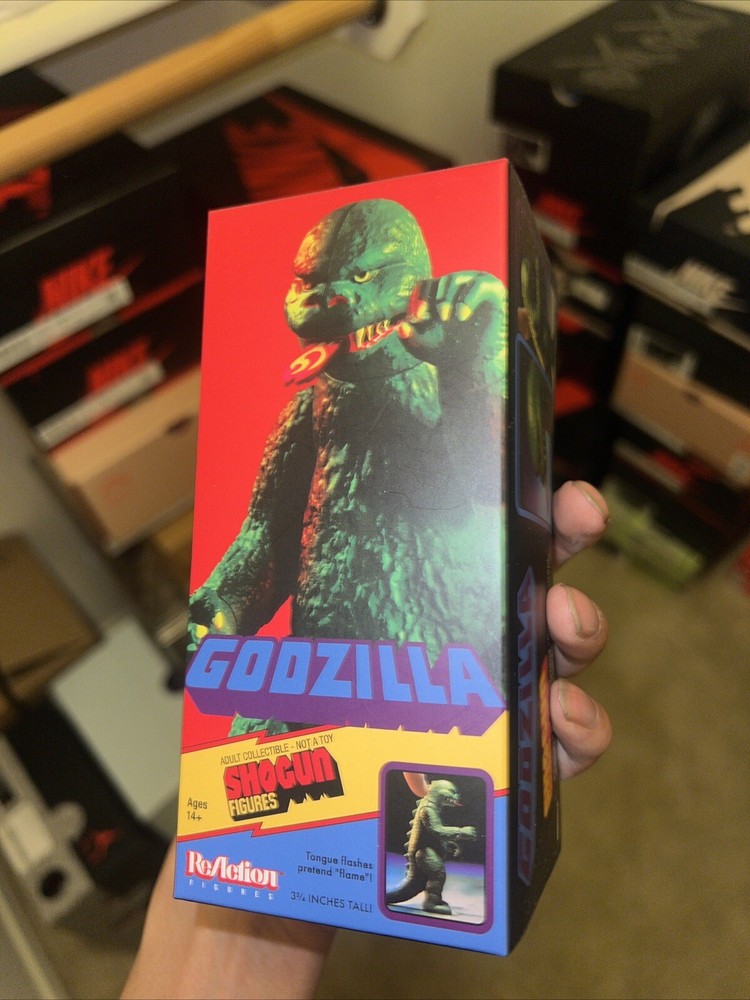 GODZILLA
ADULT COLLECTIBLE - NOT A TOY
SHOGUN
FIGURES
Ages
14+
ReAction
FIGURES
Tongue flashes
pretend "flame"!
3¾ INCHES TALL!
GODZILLA
NIKE